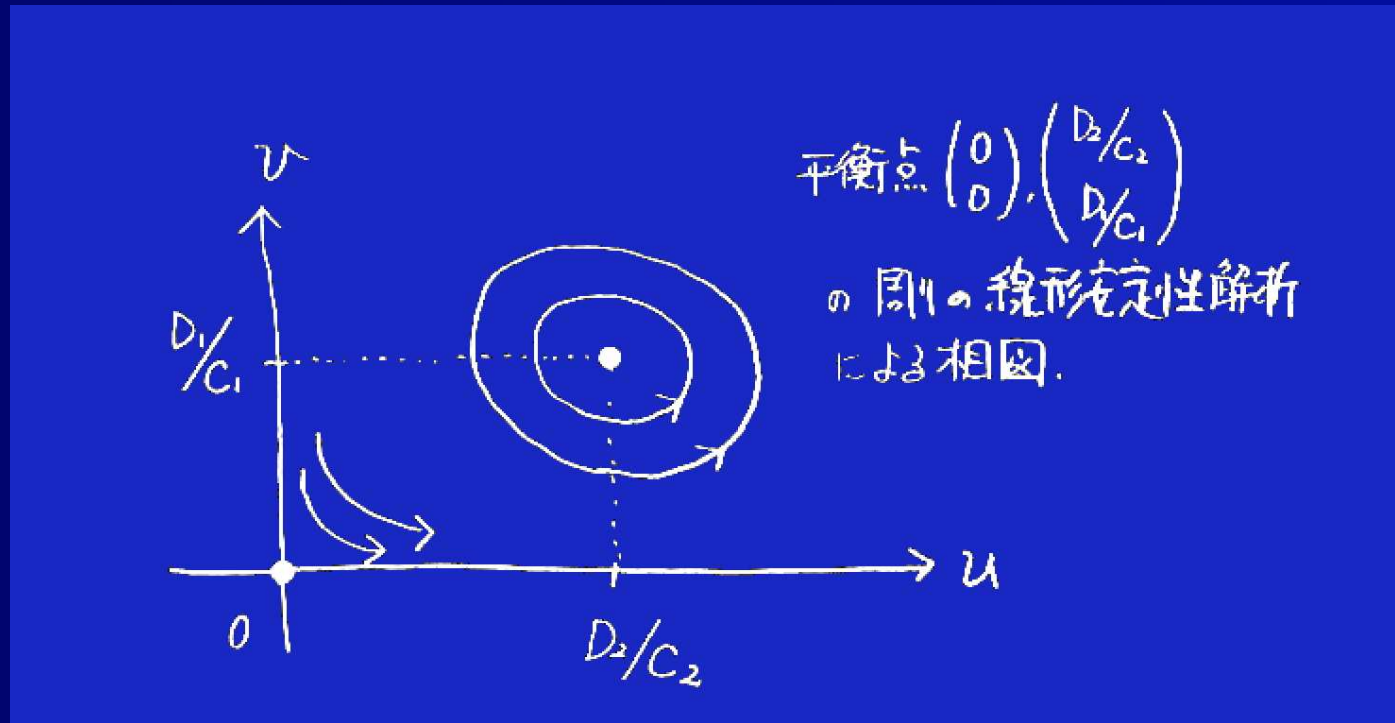 平衡点 (0 0), (D₂/C₂ D₁/C₁)
の周りの線形安定性解析
による相図.
v
D₁/C₁
0
D₂/C₂
u